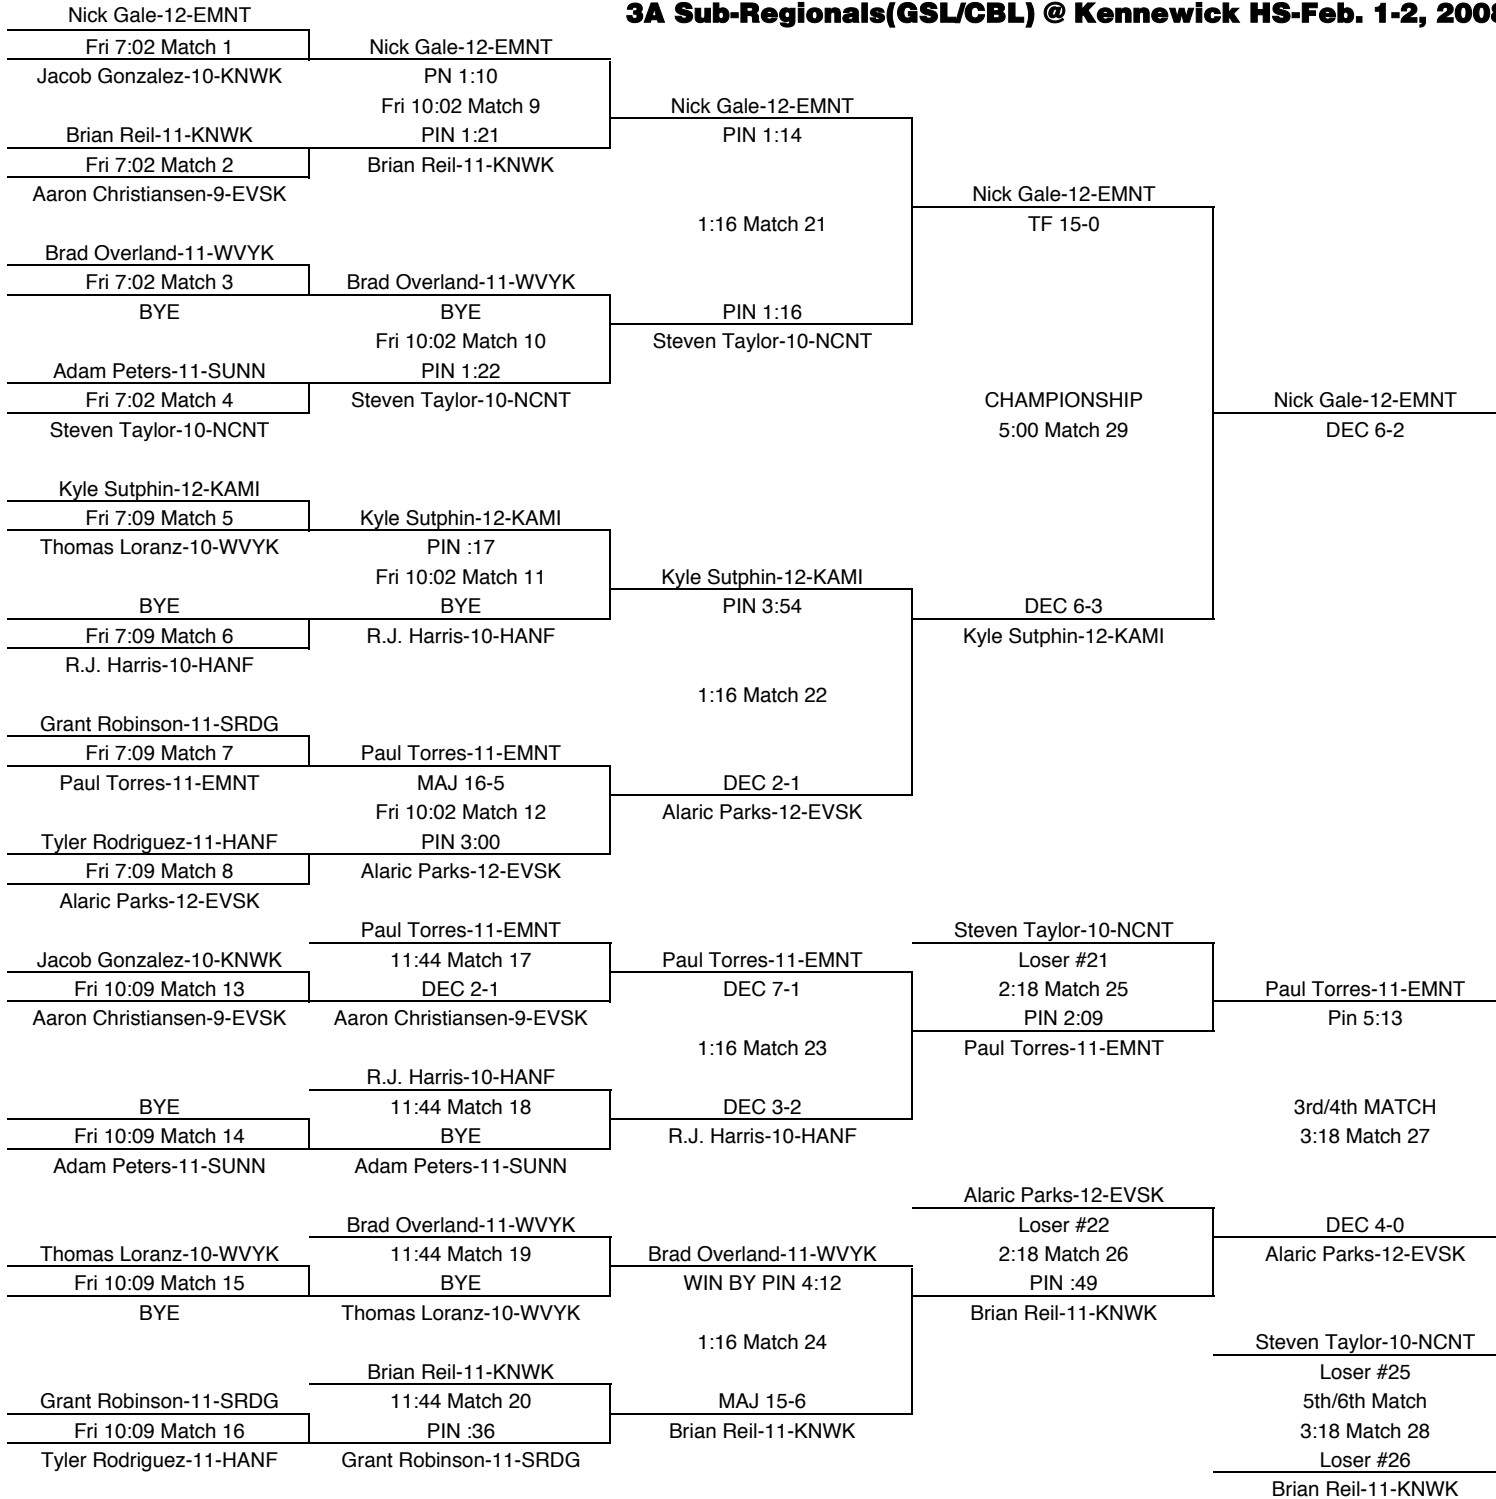 3A Sub-Regionals(GSL/CBL) @ Kennewick HS-Feb. 1-2, 2008
Nick Gale-12-EMNT
Fri 7:02 Match 1
Jacob Gonzalez-10-KNWK
Brian Reil-11-KNWK
Fri 7:02 Match 2
Aaron Christiansen-9-EVSK
Brad Overland-11-WVYK
Fri 7:02 Match 3
BYE
Adam Peters-11-SUNN
Fri 7:02 Match 4
Steven Taylor-10-NCNT
Kyle Sutphin-12-KAMI
Fri 7:09 Match 5
Thomas Loranz-10-WVYK
BYE
Fri 7:09 Match 6
R.J. Harris-10-HANF
Grant Robinson-11-SRDG
Fri 7:09 Match 7
Paul Torres-11-EMNT
Tyler Rodriguez-11-HANF
Fri 7:09 Match 8
Alaric Parks-12-EVSK
Nick Gale-12-EMNT
PN 1:10
Fri 10:02 Match 9
PIN 1:21
Brian Reil-11-KNWK
Brad Overland-11-WVYK
BYE
Fri 10:02 Match 10
PIN 1:22
Steven Taylor-10-NCNT
Kyle Sutphin-12-KAMI
PIN :17
Fri 10:02 Match 11
BYE
R.J. Harris-10-HANF
Paul Torres-11-EMNT
MAJ 16-5
Fri 10:02 Match 12
PIN 3:00
Alaric Parks-12-EVSK
Nick Gale-12-EMNT
PIN 1:14
1:16 Match 21
PIN 1:16
Steven Taylor-10-NCNT
Kyle Sutphin-12-KAMI
PIN 3:54
1:16 Match 22
DEC 2-1
Alaric Parks-12-EVSK
Nick Gale-12-EMNT
TF 15-0
CHAMPIONSHIP
5:00 Match 29
DEC 6-3
Kyle Sutphin-12-KAMI
Nick Gale-12-EMNT
DEC 6-2
Jacob Gonzalez-10-KNWK
Fri 10:09 Match 13
Aaron Christiansen-9-EVSK
BYE
Fri 10:09 Match 14
Adam Peters-11-SUNN
Thomas Loranz-10-WVYK
Fri 10:09 Match 15
BYE
Grant Robinson-11-SRDG
Fri 10:09 Match 16
Tyler Rodriguez-11-HANF
Paul Torres-11-EMNT
11:44 Match 17
DEC 2-1
Aaron Christiansen-9-EVSK
R.J. Harris-10-HANF
11:44 Match 18
BYE
Adam Peters-11-SUNN
Brad Overland-11-WVYK
11:44 Match 19
BYE
Thomas Loranz-10-WVYK
Brian Reil-11-KNWK
11:44 Match 20
PIN :36
Grant Robinson-11-SRDG
Paul Torres-11-EMNT
DEC 7-1
1:16 Match 23
DEC 3-2
R.J. Harris-10-HANF
Brad Overland-11-WVYK
WIN BY PIN 4:12
1:16 Match 24
MAJ 15-6
Brian Reil-11-KNWK
Steven Taylor-10-NCNT
Loser #21
2:18 Match 25
PIN 2:09
Paul Torres-11-EMNT
Alaric Parks-12-EVSK
Loser #22
2:18 Match 26
PIN :49
Brian Reil-11-KNWK
Paul Torres-11-EMNT
Pin 5:13
3rd/4th MATCH
3:18 Match 27
DEC 4-0
Alaric Parks-12-EVSK
Steven Taylor-10-NCNT
Loser #25
5th/6th Match
3:18 Match 28
Loser #26
Brian Reil-11-KNWK